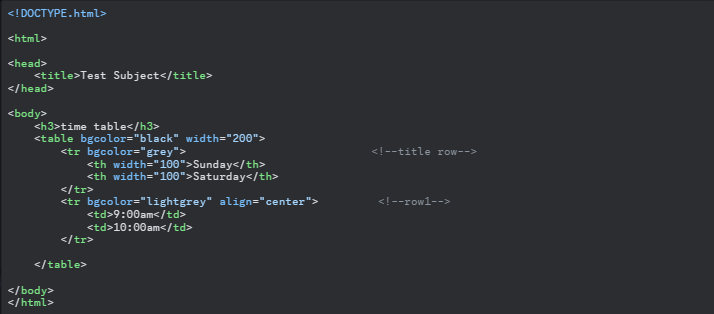 <!DOCTYPE.html>
<html>
<head>
<title>Test Subject</title>
</head>
<body>
<h3>time table</h3>
<table bgcolor="black" width="200">
<tr bgcolor="grey"> <!--title row-->
<th width="100">Sunday</th>
<th width="100">Saturday</th>
</tr>
<tr bgcolor="lightgrey" align="center"> <!--row1-->
<td>9:00am</td>
<td>10:00am</td>
</tr>
</table>
</body>
</html>